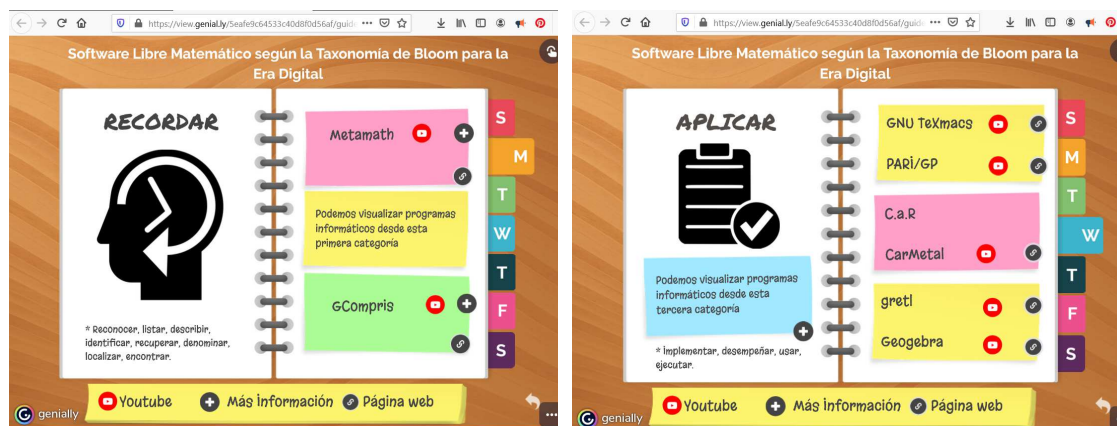 https://view.genial.ly/5eafe9c64533c40d8f0d56af/guid
Software Libre Matemático según la Taxonomía de Bloom para la
Era Digital
RECORDAR
* Reconocer, listar, describir,
identificar, recuperar, denominar,
localizar, encontrar.
Metamath
Podemos visualizar programas
informáticos desde esta
primera categoría
GCompris
S
M
T
W
T
F
S
Youtube
Más información
Página web
genially
https://view.genial.ly/5eafe9c64533c40d8f0d56af/guid
Software Libre Matemático según la Taxonomía de Bloom para la
Era Digital
APLICAR
Podemos visualizar programas
informáticos desde esta
tercera categoría
* Implementar, desempeñar, usar,
ejecutar.
GNU TeXmacs
PARI/GP
C.a.R
CarMetal
gretl
Geogebra
S
M
T
W
T
F
S
Youtube
Más información
Página web
genially